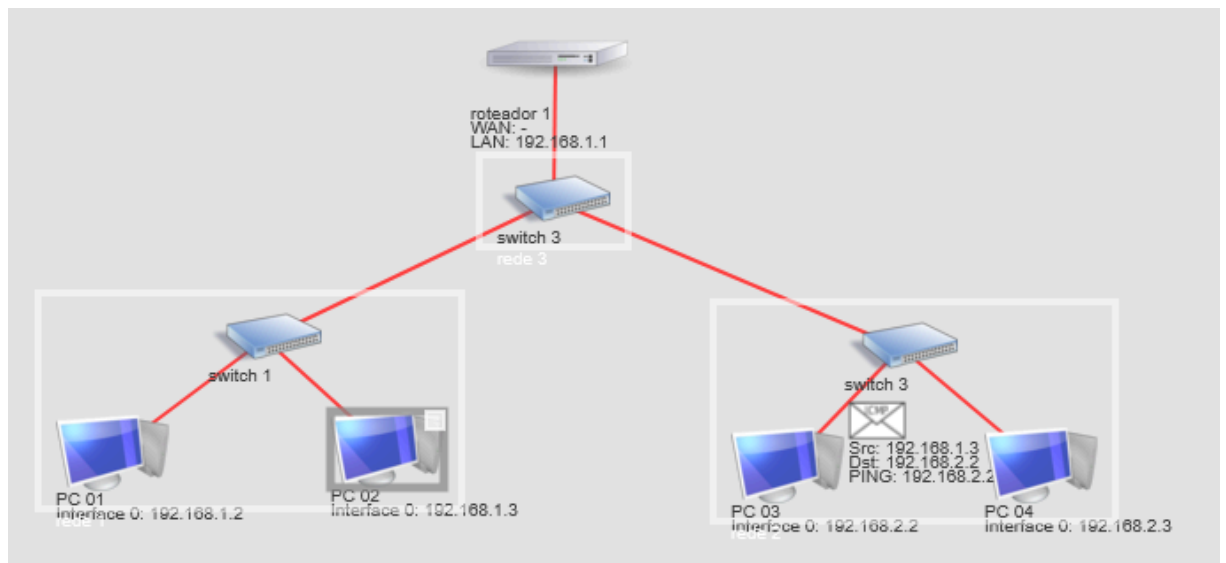 roteador 1
WAN: -
LAN: 192.168.1.1
switch 3
rede 3
switch 1
switch 3
ICMP
Src: 192.168.1.3
Dst: 192.168.2.2
PING: 192.168.2.2
PC 01
interface 0: 192.168.1.2
rede 1
PC 02
interface 0: 192.168.1.3
PC 03
interface 0: 192.168.2.2
rede 2
PC 04
interface 0: 192.168.2.3